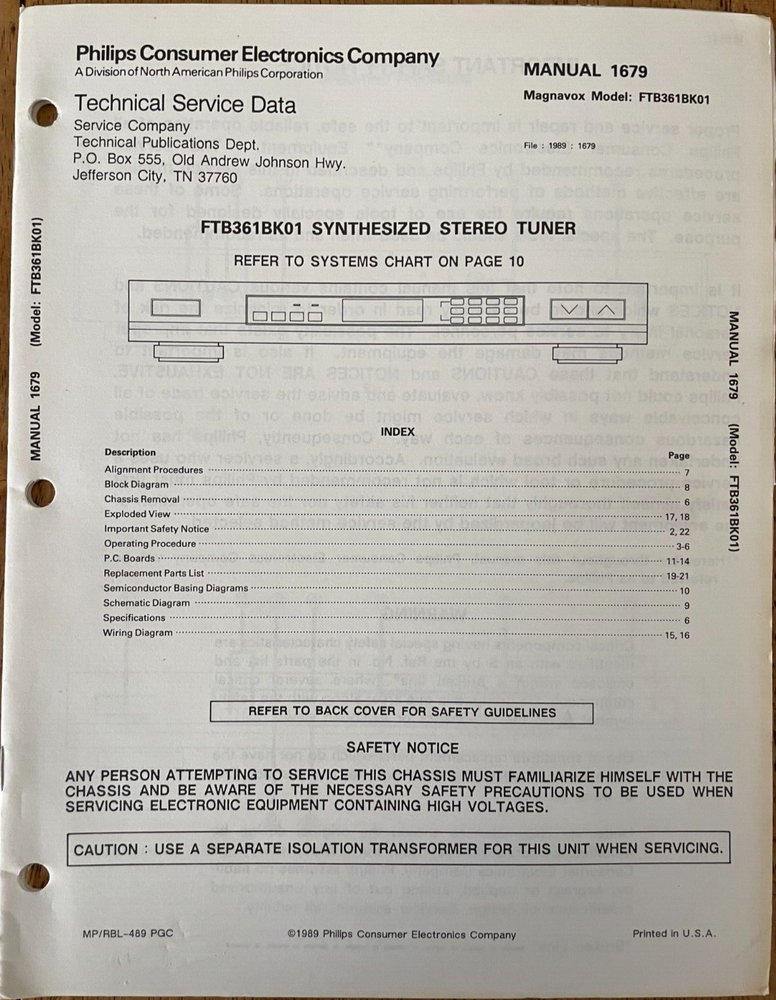 Philips Consumer Electronics Company
A Division of North American Philips Corporation
Technical Service Data
Service Company
Technical Publications Dept.
P.O. Box 555, Old Andrew Johnson Hwy.
Jefferson City, TN 37760
MANUAL 1679
Magnavox Model: FTB361BK01
File : 1989 : 1679
FTB361BK01 SYNTHESIZED STEREO TUNER
REFER TO SYSTEMS CHART ON PAGE 10
MANUAL 1679 (Model: FTB361BK01)
MANUAL 1679 (Model: FTB361BK01)
INDEX
Description Page
Alignment Procedures 7
Block Diagram 8
Chassis Removal 6
Exploded View 17, 18
Important Safety Notice 2, 22
Operating Procedure 3-6
P.C. Boards 11-14
Replacement Parts List 19-21
Semiconductor Basing Diagrams 10
Schematic Diagram 9
Specifications 6
Wiring Diagram 15, 16
REFER TO BACK COVER FOR SAFETY GUIDELINES
SAFETY NOTICE
ANY PERSON ATTEMPTING TO SERVICE THIS CHASSIS MUST FAMILIARIZE HIMSELF WITH THE
CHASSIS AND BE AWARE OF THE NECESSARY SAFETY PRECAUTIONS TO BE USED WHEN
SERVICING ELECTRONIC EQUIPMENT CONTAINING HIGH VOLTAGES.
CAUTION : USE A SEPARATE ISOLATION TRANSFORMER FOR THIS UNIT WHEN SERVICING.
MP/RBL-489 PGC
©1989 Philips Consumer Electronics Company
Printed in U.S.A.